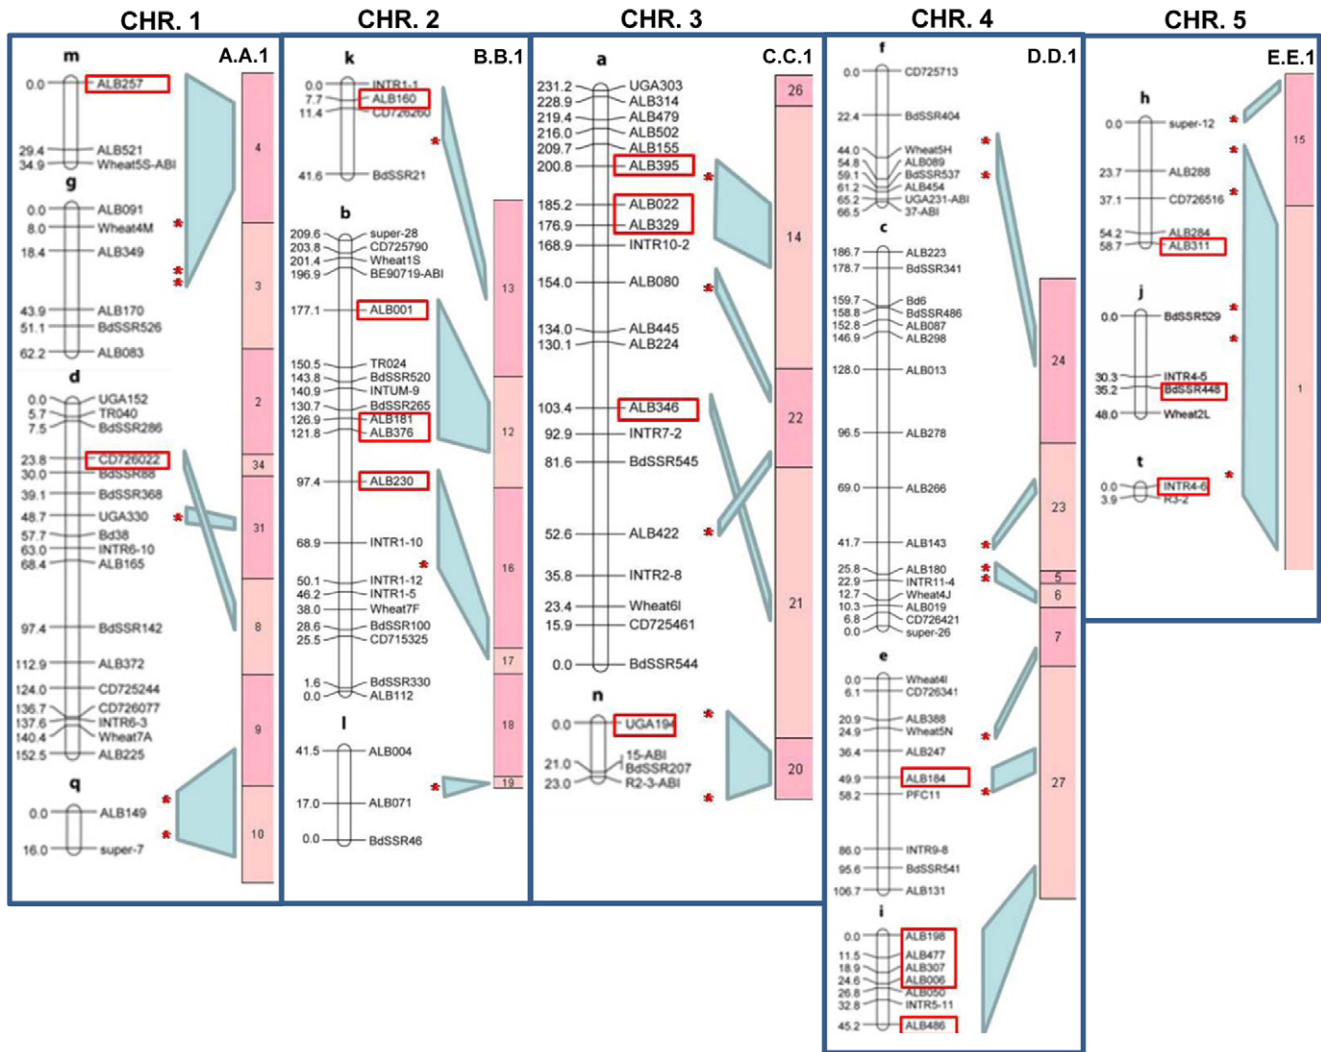 CHR. 1
A.A.1
m
0.0 ALB257
29.4 ALB521
34.9 Wheat5S-ABI
g
0.0 ALB091
8.0 Wheat4M
18.4 ALB349
43.9 ALB170
51.1 BdSSR526
62.2 ALB083
d
0.0 UGA152
5.7 TR040
7.5 BdSSR286
23.8 CD726022
30.0 BdSSR88
39.1 BdSSR368
48.7 UGA330
57.7 Bd38
63.0 INTR6-10
68.4 ALB165
97.4 BdSSR142
112.9 ALB372
124.0 CD725244
136.7 CD726077
137.6 INTR6-3
140.4 Wheat7A
152.5 ALB225
q
0.0 ALB149
16.0 super-7
4
3
2
34
31
8
9
10
CHR. 2
B.B.1
k
0.0 INTR1-1
7.7 ALB160
11.4 CD726260
41.6 BdSSR21
b
209.6 super-28
203.8 CD725790
201.4 Wheat1S
196.9 BE90719-ABI
177.1 ALB001
150.5 TR024
143.8 BdSSR520
140.9 INTUM-9
130.7 BdSSR265
126.9 ALB181
121.8 ALB376
97.4 ALB230
68.9 INTR1-10
50.1 INTR1-12
46.2 INTR1-5
38.0 Wheat7F
28.6 BdSSR100
25.5 CD715325
1.6 BdSSR330
0.0 ALB112
l
41.5 ALB004
17.0 ALB071
0.0 BdSSR46
13
12
16
17
18
19
CHR. 3
C.C.1
a
231.2 UGA303
228.9 ALB314
219.4 ALB479
216.0 ALB502
209.7 ALB155
200.8 ALB395
185.2 ALB022
176.9 ALB329
168.9 INTR10-2
154.0 ALB080
134.0 ALB445
130.1 ALB224
103.4 ALB346
92.9 INTR7-2
81.6 BdSSR545
52.6 ALB422
35.8 INTR2-8
23.4 Wheat6I
15.9 CD725461
0.0 BdSSR544
n
0.0 UGA194
15-ABI
21.0 BdSSR207
23.0 R2-3-ABI
26
14
22
21
20
CHR. 4
D.D.1
f
0.0 CD725713
22.4 BdSSR404
44.0 Wheat5H
54.8 ALB089
59.1 BdSSR537
61.2 ALB454
65.2 UGA231-ABI
66.5 37-ABI
c
186.7 ALB223
178.7 BdSSR341
159.7 Bd6
158.8 BdSSR486
152.8 ALB087
146.9 ALB298
128.0 ALB013
96.5 ALB278
69.0 ALB266
41.7 ALB143
25.8 ALB180
22.9 INTR11-4
12.7 Wheat4J
10.3 ALB019
6.8 CD726421
0.0 super-26
e
0.0 Wheat4I
6.1 CD726341
20.9 ALB388
24.9 Wheat5N
36.4 ALB247
49.9 ALB184
58.2 PFC11
86.0 INTR9-8
95.6 BdSSR541
106.7 ALB131
i
0.0 ALB198
11.5 ALB477
18.9 ALB307
24.6 ALB006
26.8 ALB050
32.8 INTR5-11
45.2 ALB486
24
23
5
6
7
27
CHR. 5
E.E.1
h
0.0 super-12
23.7 ALB288
37.1 CD726516
54.2 ALB284
58.7 ALB311
j
0.0 BdSSR529
30.3 INTR4-5
35.2 BdSSR448
48.0 Wheat2L
t
0.0 INTR4-6
3.9 R3-2
15
1